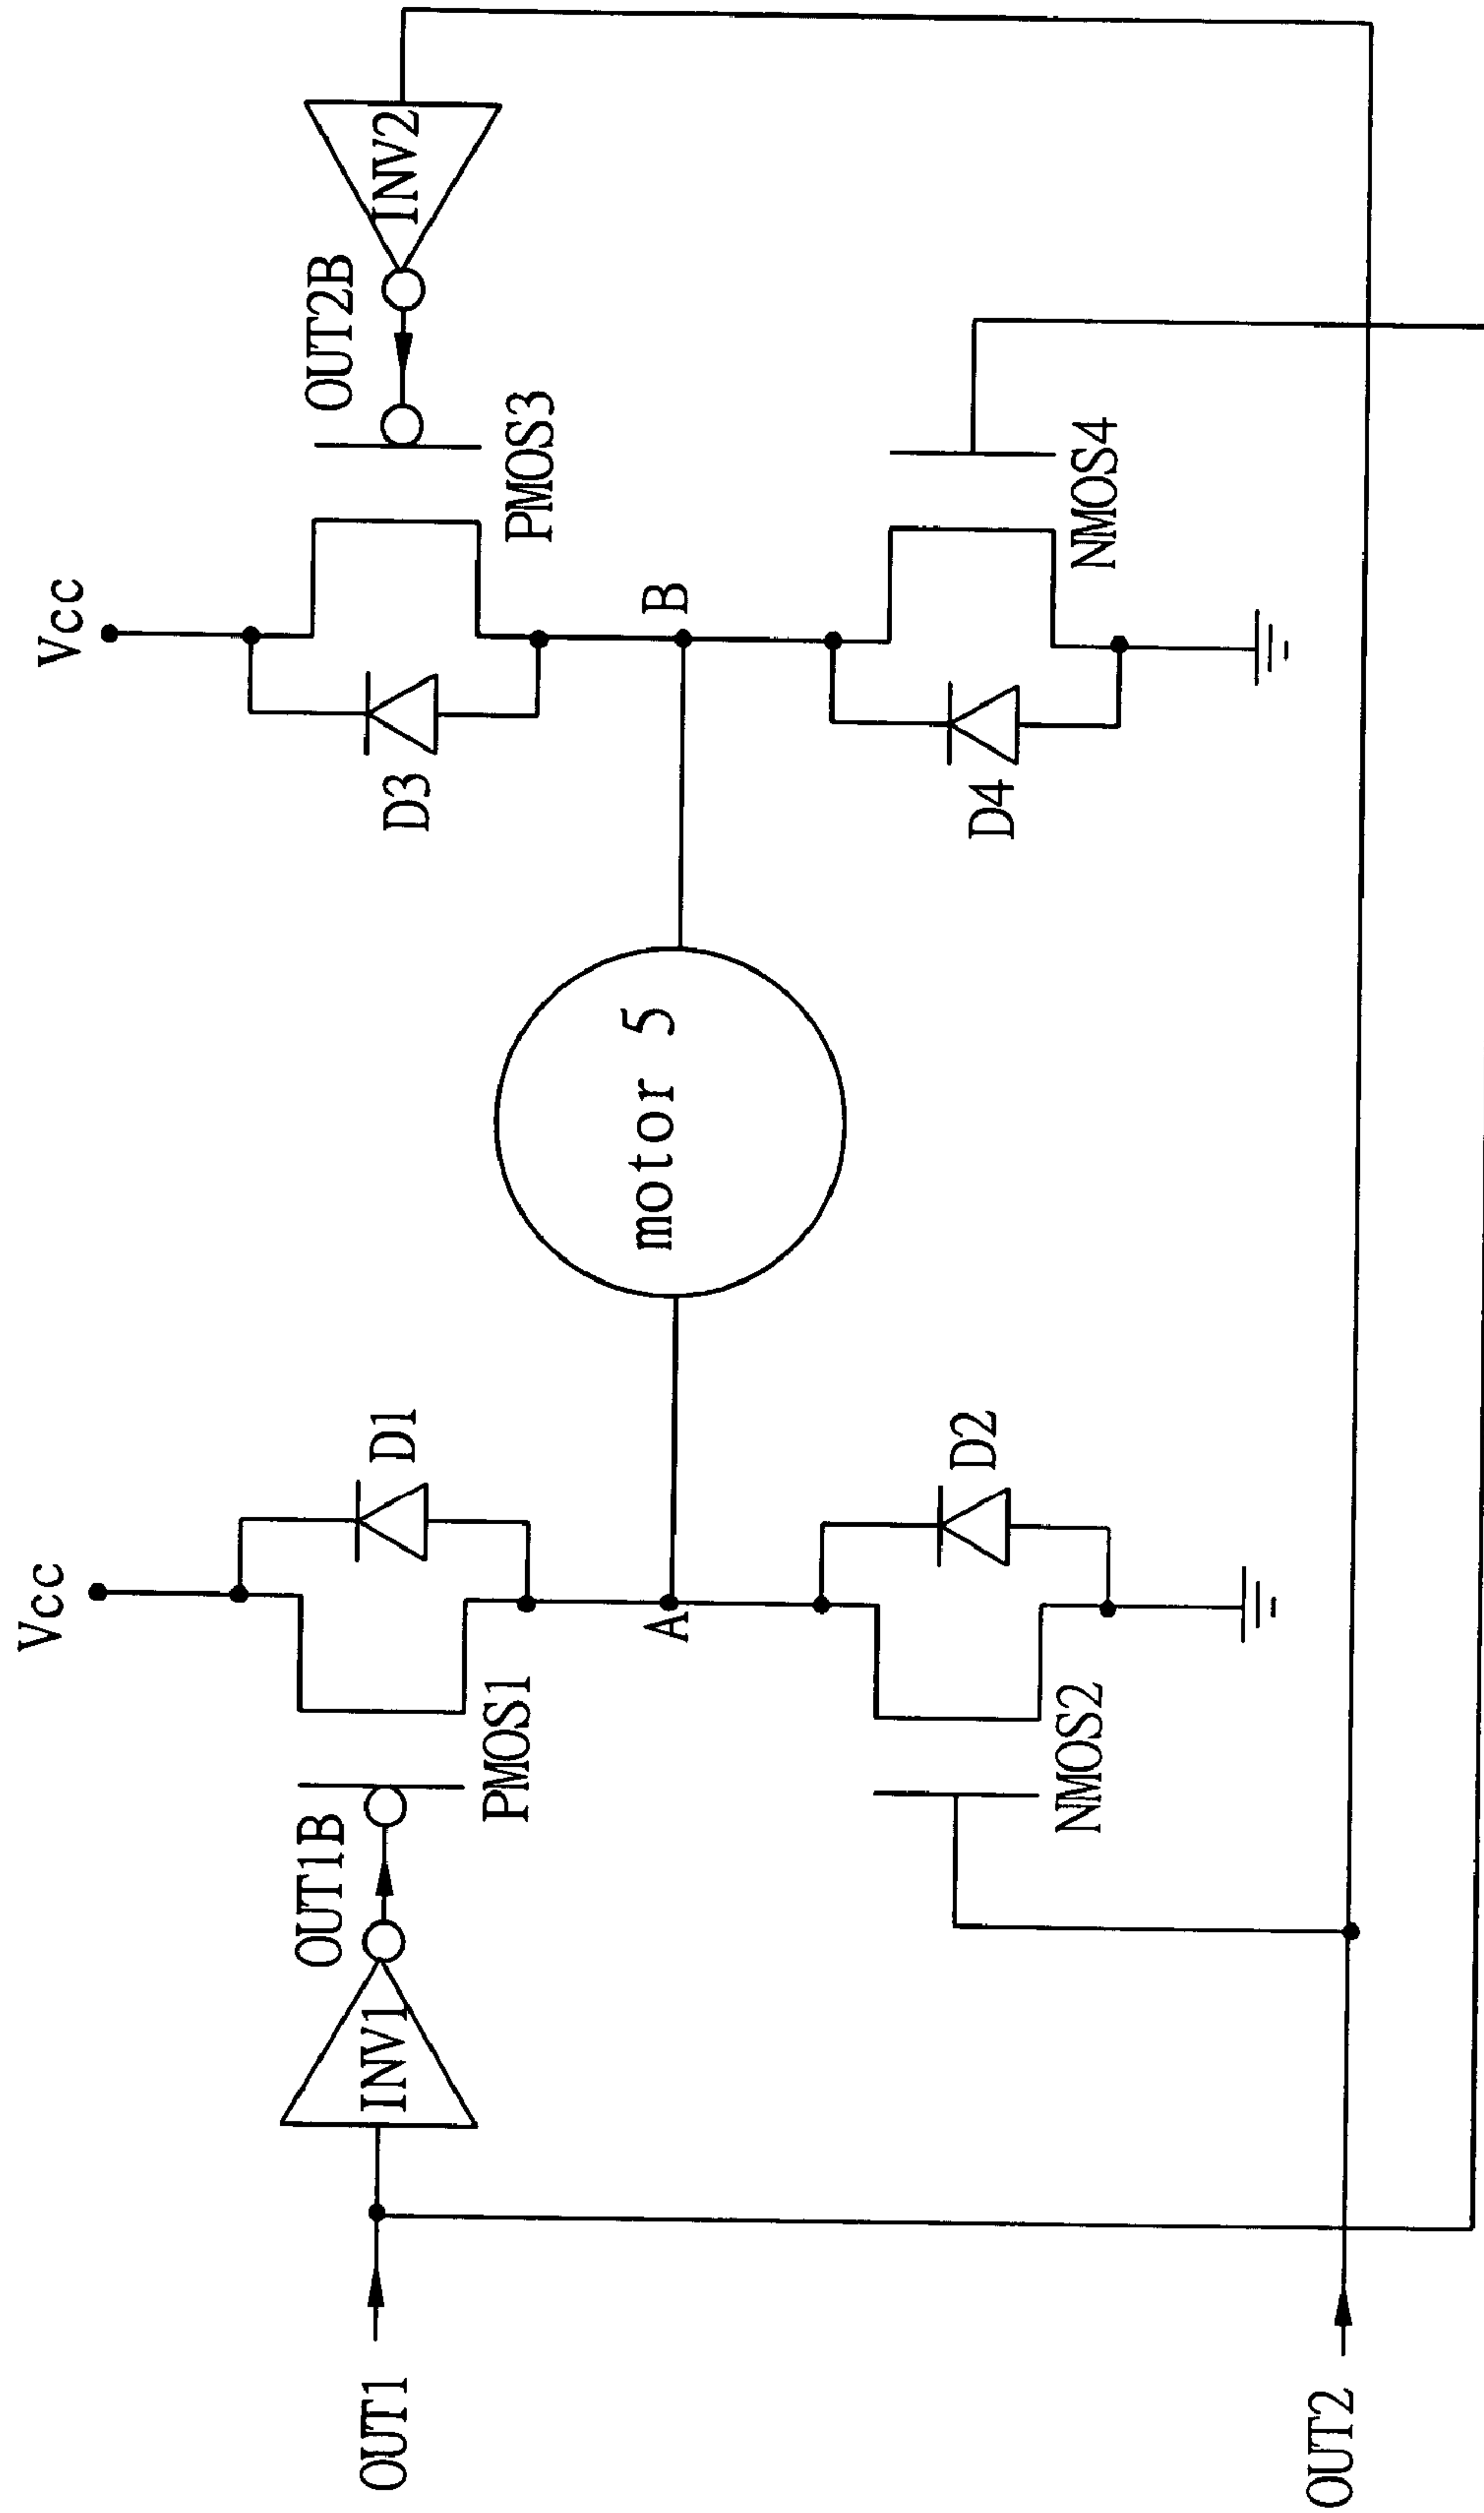 Vcc
Vcc
OUT1
INV1
OUT1B
PMOS1
D1
A
motor 5
B
D3
PMOS3
OUT2B
INV2
NMOS2
D2
D4
NMOS4
OUT2